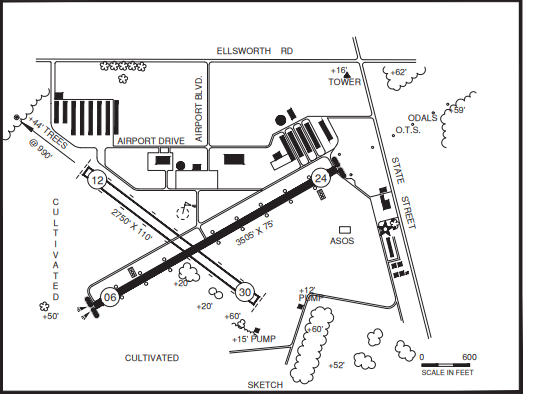 ELLSWORTH RD
+16'
TOWER
+62'
+59'
ODALS
O.T.S.
+44' TREES
@ 990'
AIRPORT BLVD.
AIRPORT DRIVE
12
24
STATE STREET
CULTIVATED
2750' X 110'
3505' X 75'
ASOS
06
30
+20'
+20'
+50'
+60'
+15' PUMP
+12'
PUMP
+60'
+52'
CULTIVATED
0 600
SCALE IN FEET
SKETCH